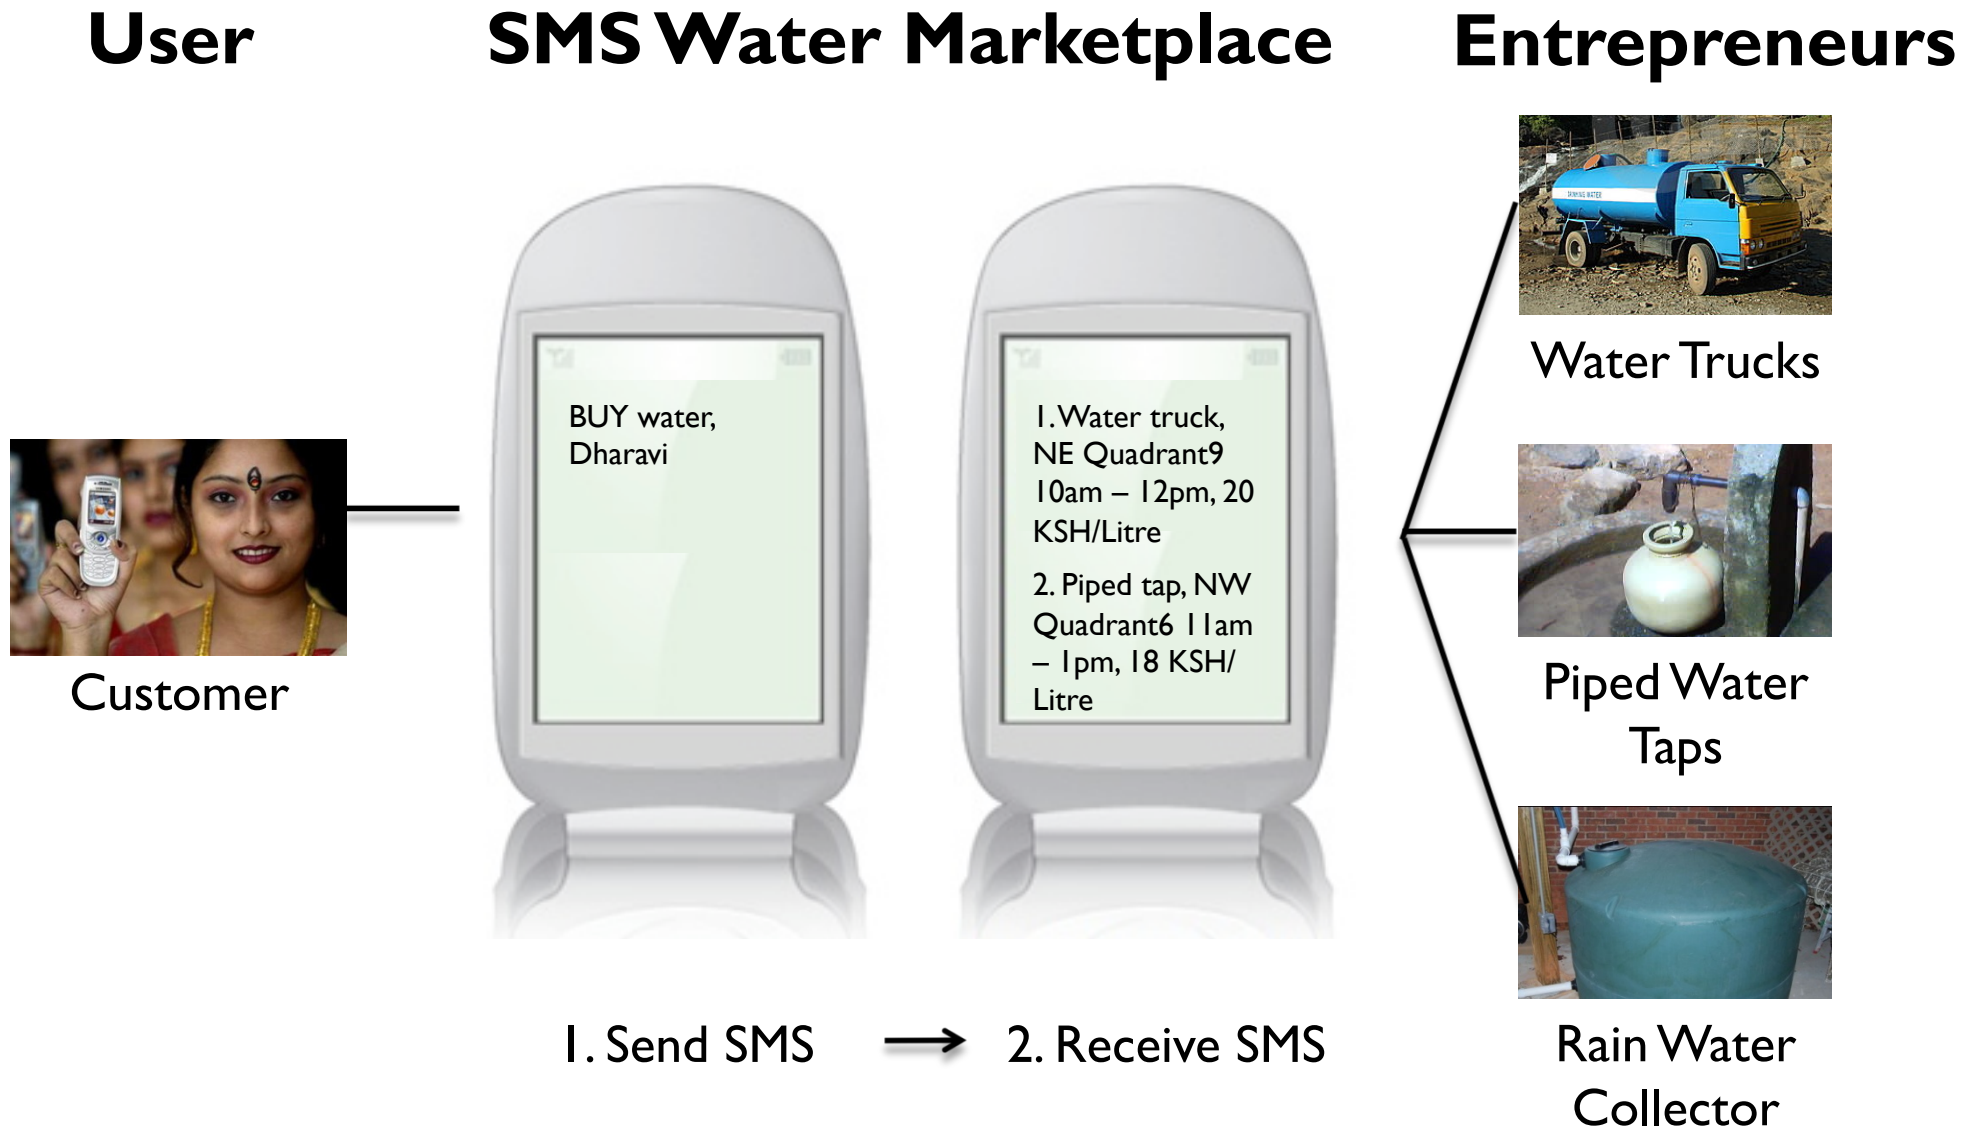 User
SMS Water Marketplace
Entrepreneurs
BUY water,
Dharavi
1. Water truck,
NE Quadrant9
10am – 12pm, 20
KSH/Litre
2. Piped tap, NW
Quadrant6 11am
– 1pm, 18 KSH/
Litre
Customer
DRINKING WATER
Water Trucks
Piped Water
Taps
Rain Water
Collector
1. Send SMS
2. Receive SMS